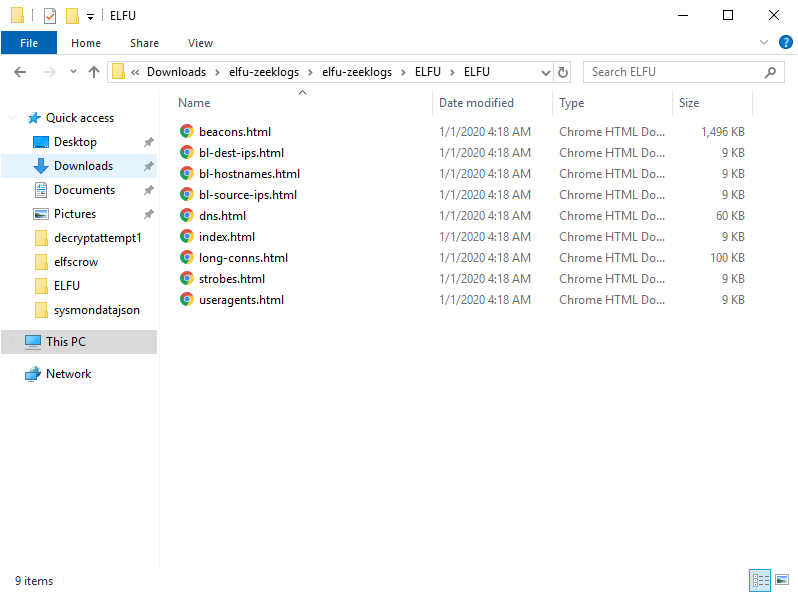 ELFU
File Home Share View
« Downloads › elfu-zeeklogs › elfu-zeeklogs › ELFU › ELFU Search ELFU
Name Date modified Type Size
Quick access
Desktop
Downloads
Documents
Pictures
decryptattempt1
elfscrow
ELFU
sysmondatajson
This PC
Network
beacons.html 1/1/2020 4:18 AM Chrome HTML Do... 1,496 KB
bl-dest-ips.html 1/1/2020 4:18 AM Chrome HTML Do... 9 KB
bl-hostnames.html 1/1/2020 4:18 AM Chrome HTML Do... 9 KB
bl-source-ips.html 1/1/2020 4:18 AM Chrome HTML Do... 9 KB
dns.html 1/1/2020 4:18 AM Chrome HTML Do... 60 KB
index.html 1/1/2020 4:18 AM Chrome HTML Do... 9 KB
long-conns.html 1/1/2020 4:18 AM Chrome HTML Do... 100 KB
strobes.html 1/1/2020 4:18 AM Chrome HTML Do... 9 KB
useragents.html 1/1/2020 4:18 AM Chrome HTML Do... 9 KB
9 items